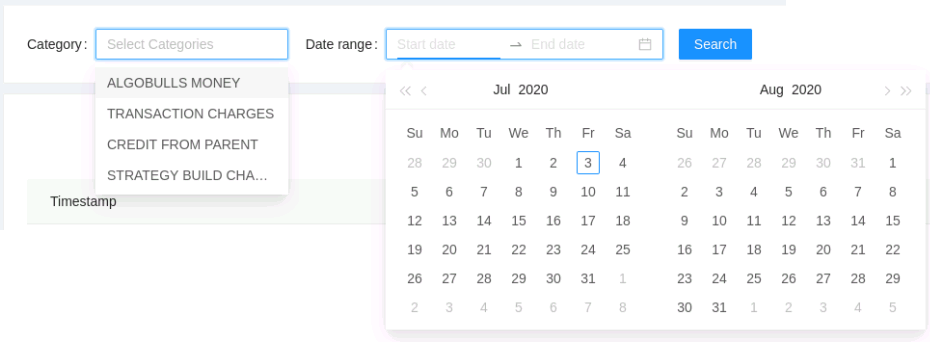 Category : Select Categories Date range : Start date → End date Search
ALGOBULLS MONEY
TRANSACTION CHARGES
CREDIT FROM PARENT
STRATEGY BUILD CHA...
Timestamp
Jul 2020
Su Mo Tu We Th Fr Sa
28 29 30 1 2 3 4
5 6 7 8 9 10 11
12 13 14 15 16 17 18
19 20 21 22 23 24 25
26 27 28 29 30 31 1
2 3 4 5 6 7 8
Aug 2020
Su Mo Tu We Th Fr Sa
26 27 28 29 30 31 1
2 3 4 5 6 7 8
9 10 11 12 13 14 15
16 17 18 19 20 21 22
23 24 25 26 27 28 29
30 31 1 2 3 4 5